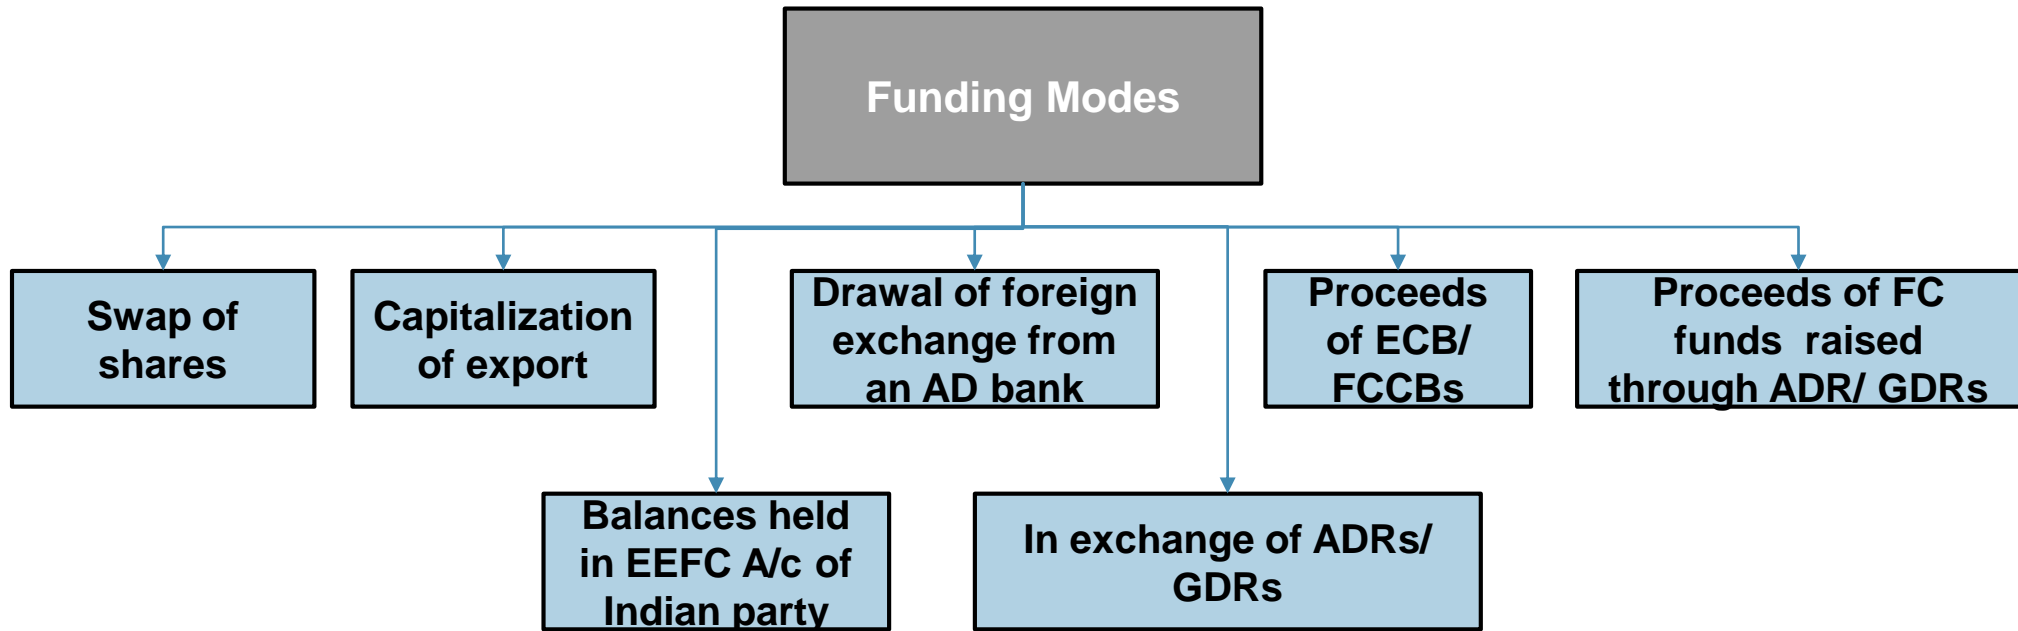 Funding Modes
Swap of
shares
Capitalization
of export
Drawal of foreign
exchange from
an AD bank
Proceeds
of ECB/
FCCBs
Proceeds of FC
funds raised
through ADR/ GDRs
Balances held
in EEFC A/c of
Indian party
In exchange of ADRs/
GDRs